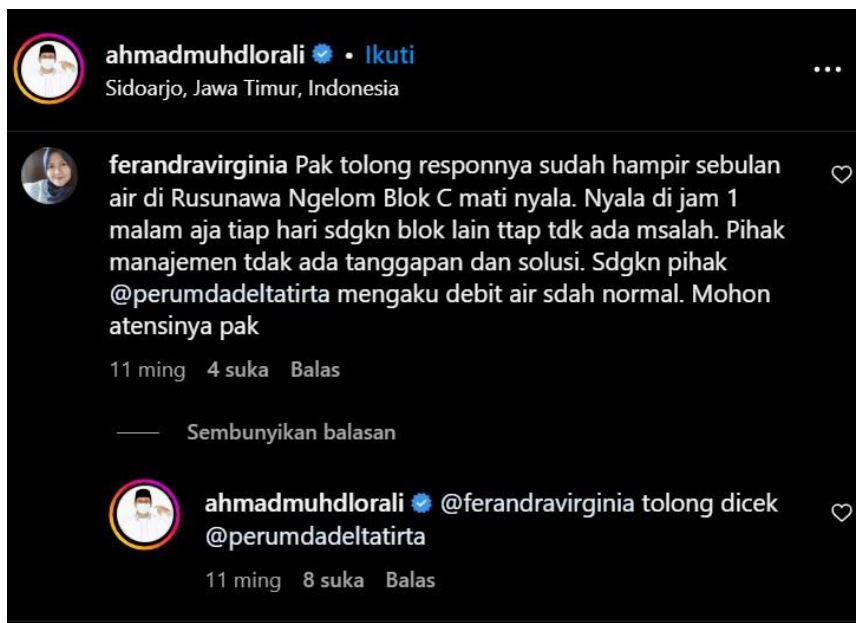 ahmadmuhdlorali • Ikuti
Sidoarjo, Jawa Timur, Indonesia
ferandravirginia Pak tolong responnya sudah hampir sebulan
air di Rusunawa Ngelom Blok C mati nyala. Nyala di jam 1
malam aja tiap hari sdgkn blok lain ttap tdk ada msalah. Pihak
manajemen tdak ada tanggapan dan solusi. Sdgkn pihak
@perumdadeltatirta mengaku debit air sdah normal. Mohon
atensinya pak
11 ming 4 suka Balas
Sembunyikan balasan
ahmadmuhdlorali @ferandravirginia tolong dicek
@perumdadeltatirta
11 ming 8 suka Balas